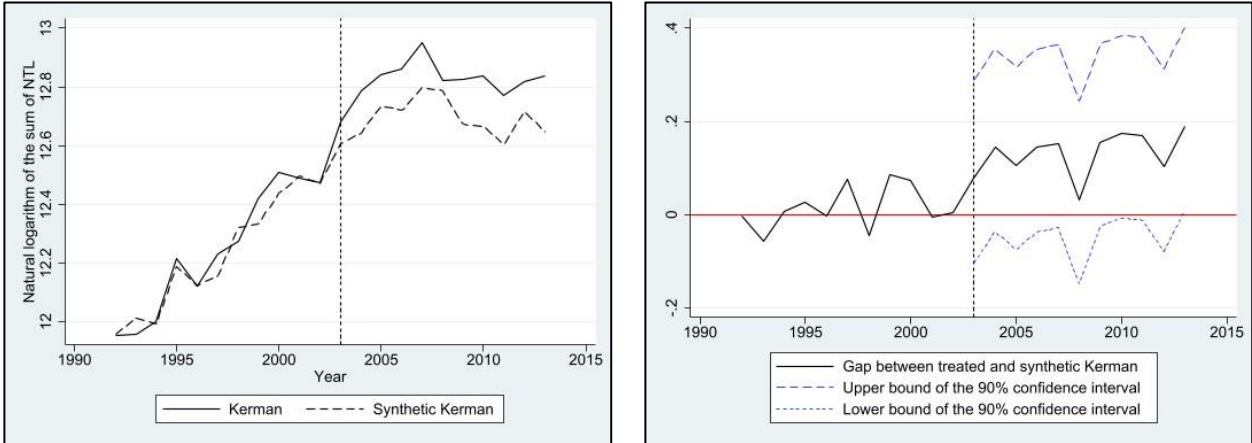 Natural logarithm of the sum of NTL
13
12.8
12.6
12.4
12.2
12
1990 1995 2000 2005 2010 2015
Year
Kerman Synthetic Kerman
.4
.2
0
-.2
1990 1995 2000 2005 2010 2015
Gap between treated and synthetic Kerman
Upper bound of the 90% confidence interval
Lower bound of the 90% confidence interval